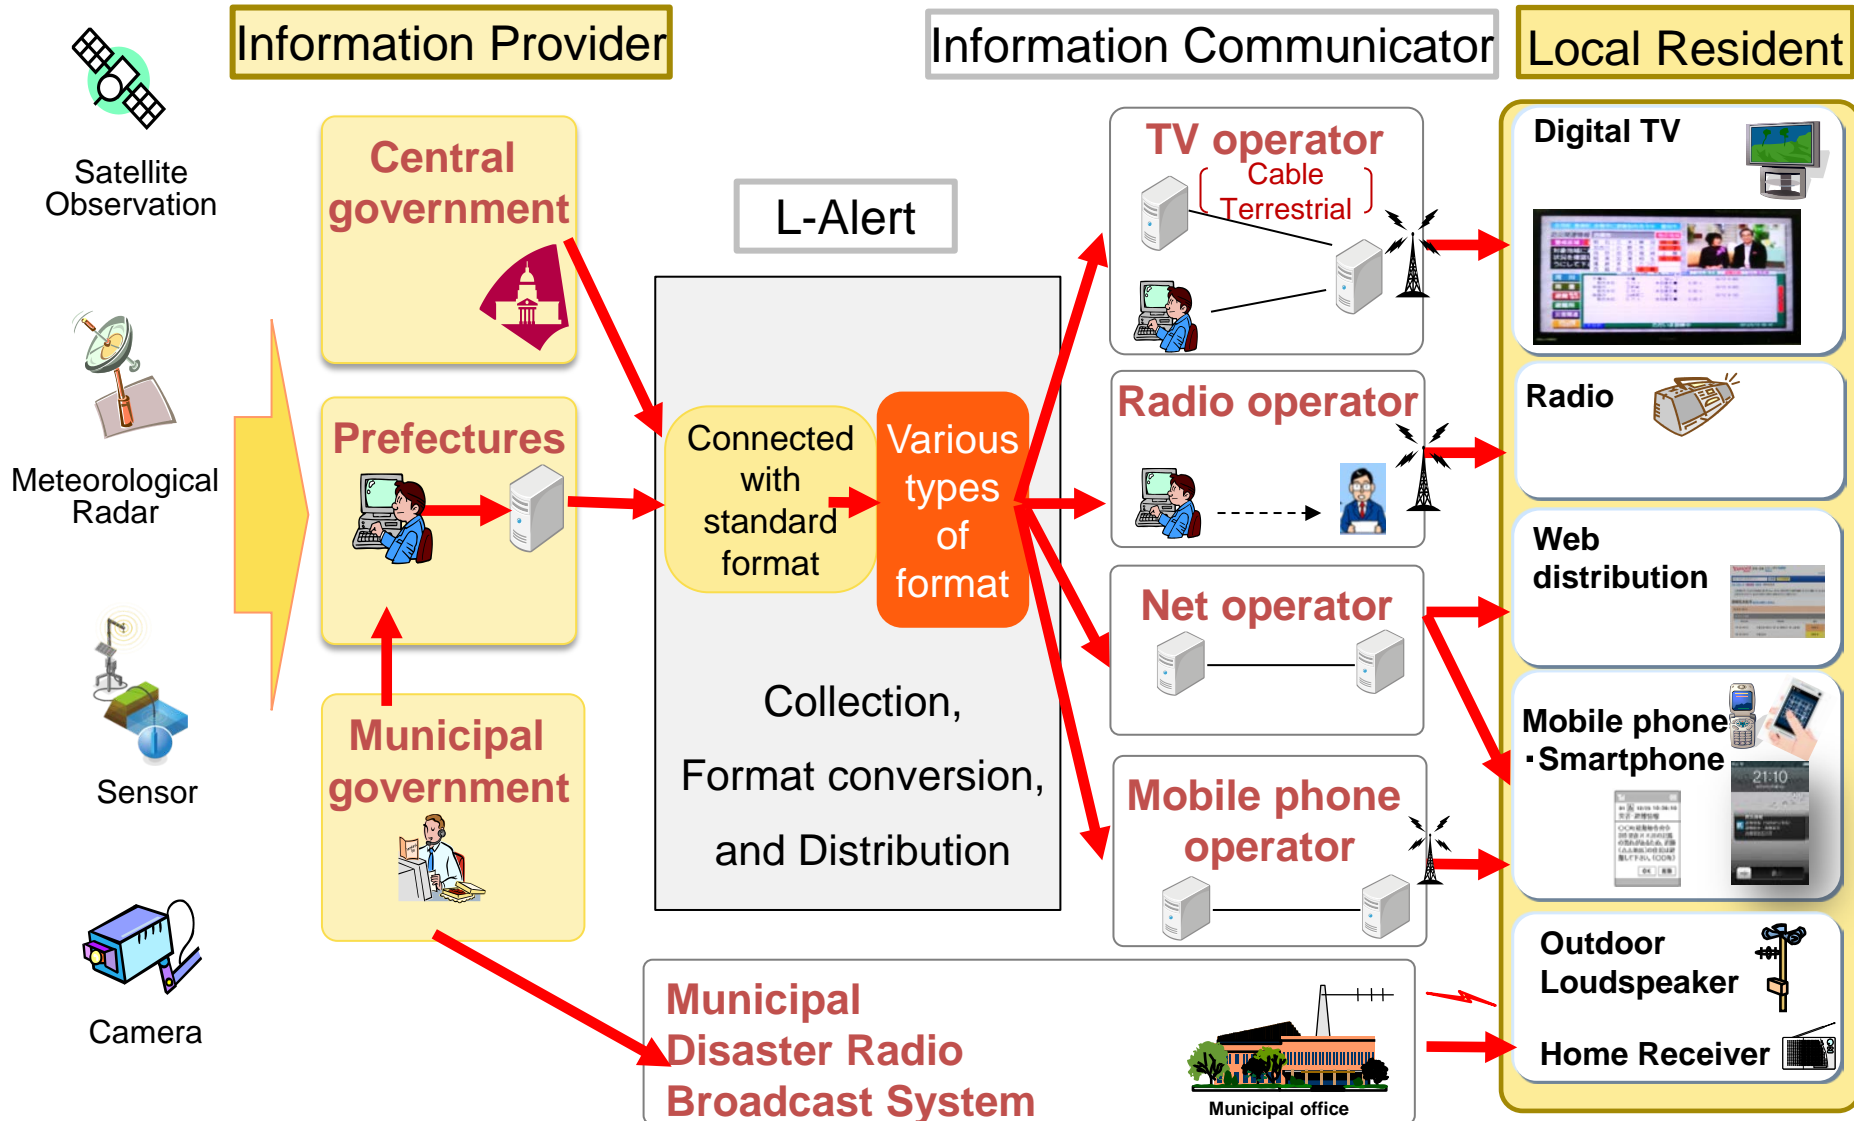 Information Provider
Information Communicator
Local Resident
Satellite
Observation
Meteorological
Radar
Sensor
Camera
Central
government
Prefectures
Municipal
government
L-Alert
Connected
with
standard
format
Various
types
of
format
Collection,
Format conversion,
and Distribution
TV operator
Cable
Terrestrial
Radio operator
Net operator
Mobile phone
operator
Municipal
Disaster Radio
Broadcast System
Municipal office
Digital TV
Radio
Web
distribution
Mobile phone
・Smartphone
21:10
Outdoor
Loudspeaker
Home Receiver